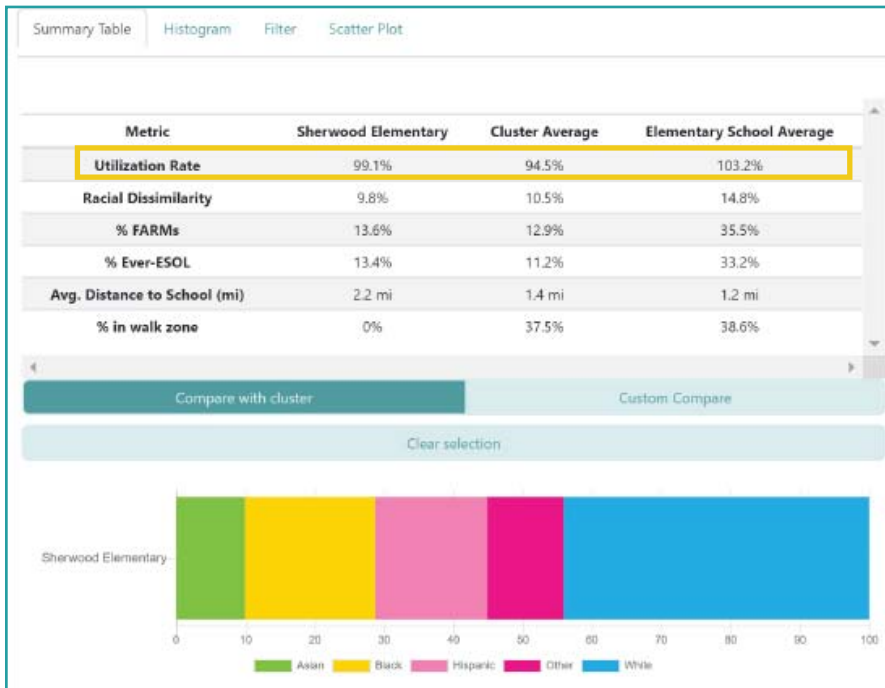 Summary Table Histogram Filter Scatter Plot
Metric Sherwood Elementary Cluster Average Elementary School Average
Utilization Rate 99.1% 94.5% 103.2%
Racial Dissimilarity 9.8% 10.5% 14.8%
% FARMs 13.6% 12.9% 35.5%
% Ever-ESOL 13.4% 11.2% 33.2%
Avg. Distance to School (mi) 2.2 mi 1.4 mi 1.2 mi
% in walk zone 0% 37.5% 38.6%
Compare with cluster Custom Compare
Clear selection
Sherwood Elementary
0 10 20 30 40 50 60 70 80 90 100
Asian Black Hispanic Other White